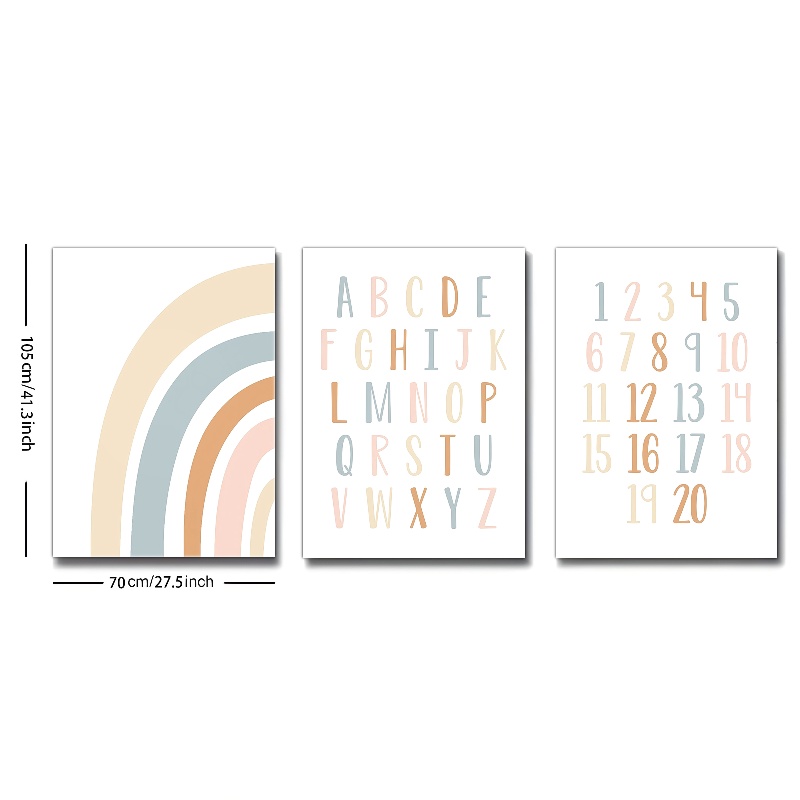 105cm/41.3inch
70cm/27.5inch
A B C D E
F G H I J K
L M N O P
Q R S T U
V W X Y Z
1 2 3 4 5
6 7 8 9 10
11 12 13 14
15 16 17 18
19 20